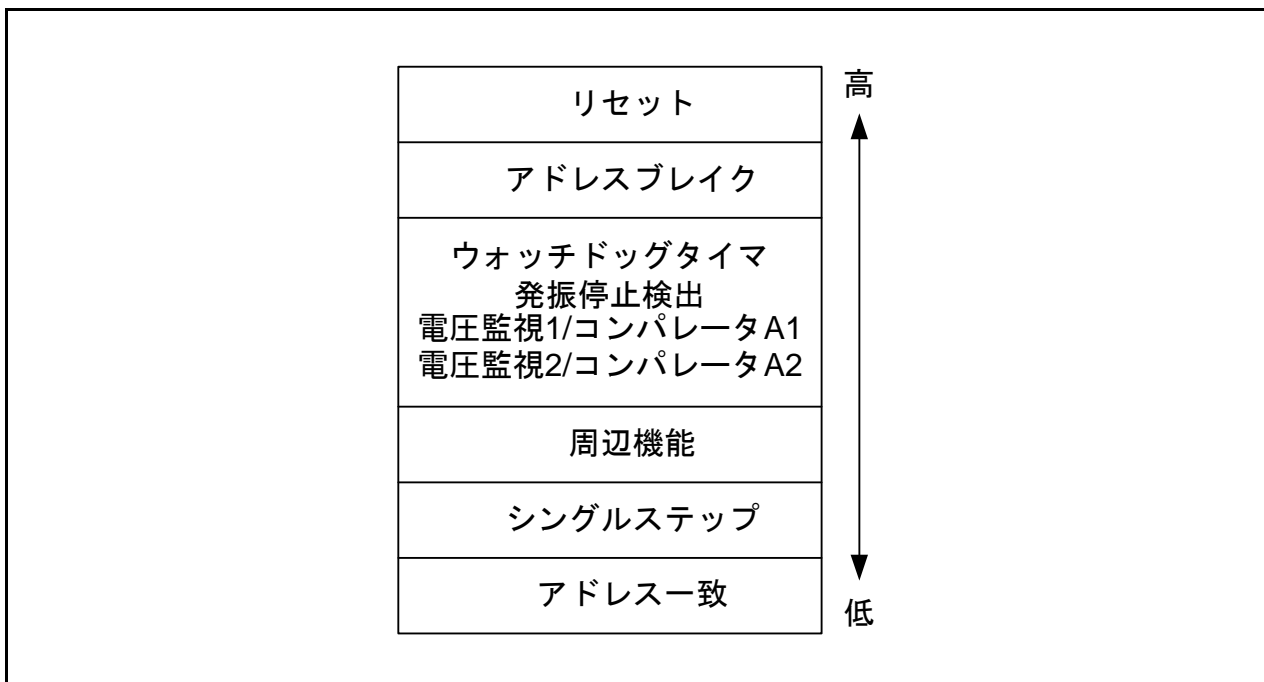 リセット
高
アドレスブレイク
ウォッチドッグタイマ
発振停止検出
電圧監視1/コンパレータA1
電圧監視2/コンパレータA2
周辺機能
シングルステップ
アドレス一致
低